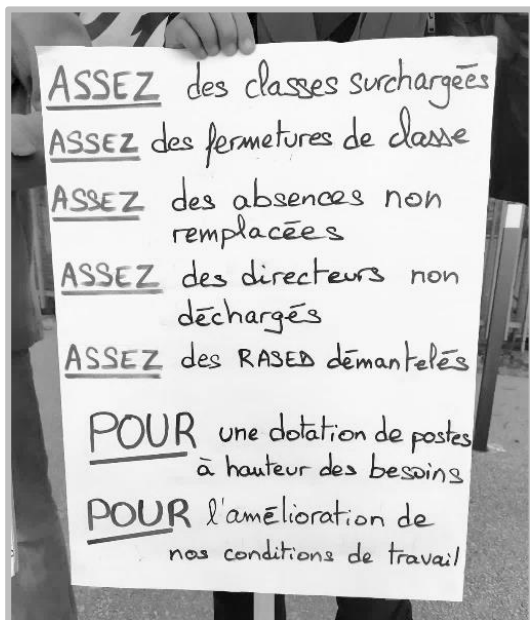 ASSEZ des classes surchargées
ASSEZ des fermetures de classe
ASSEZ des absences non
remplacées
ASSEZ des directeurs non
déchargés
ASSEZ des RASED démantelés
POUR une dotation de postes
à hauteur des besoins
POUR l'amélioration de
nos conditions de travail